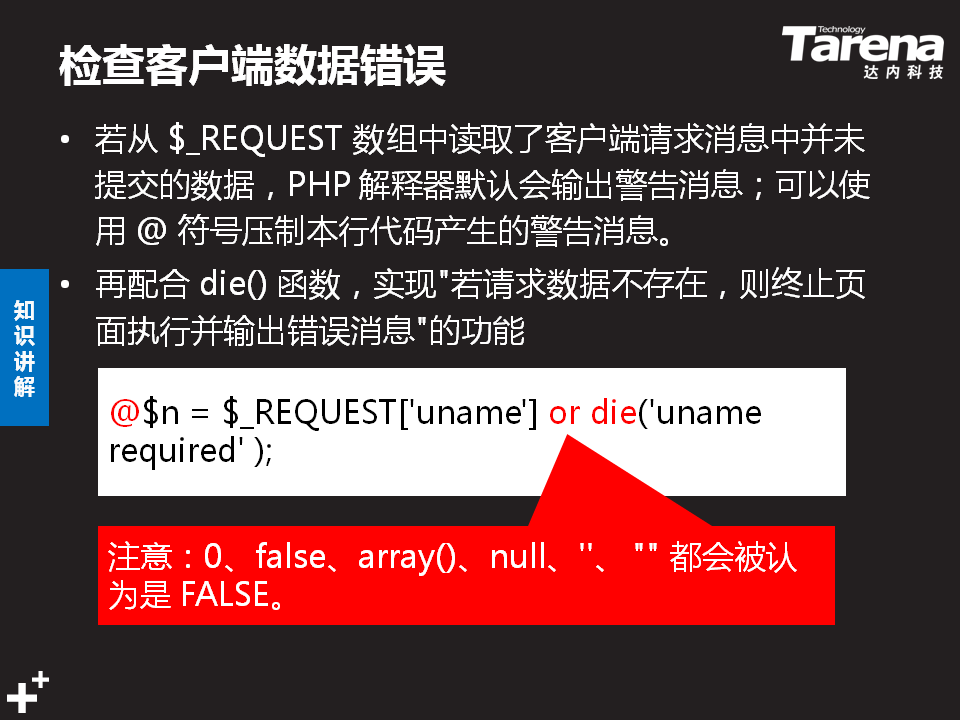 检查客户端数据错误
Technology
Tarena
达内科技
• 若从 $_REQUEST 数组中读取了客户端请求消息中并未
提交的数据，PHP 解释器默认会输出警告消息；可以使
用 @ 符号压制本行代码产生的警告消息。
• 再配合 die() 函数，实现"若请求数据不存在，则终止页
面执行并输出错误消息"的功能
知
识
讲
解
@$n = $_REQUEST['uname'] or die('uname
required' );
注意：0、false、array()、null、''、 "" 都会被认
为是 FALSE。